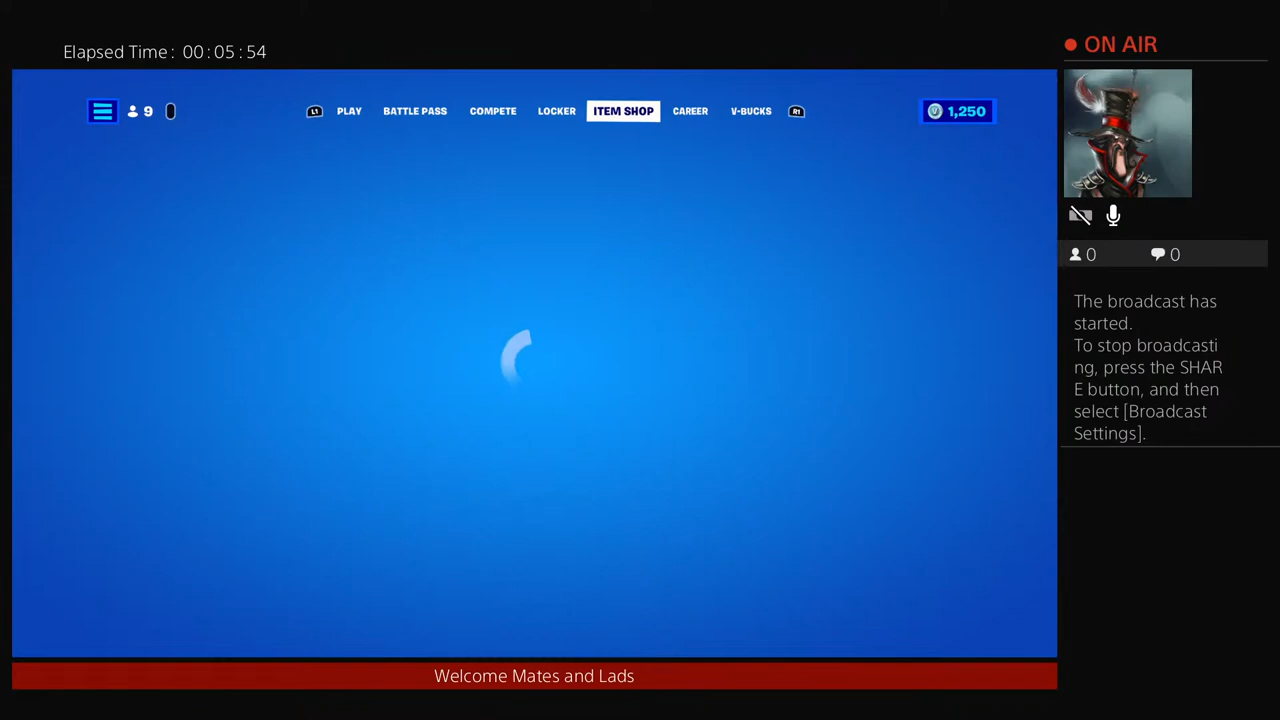 Elapsed Time: 00:05:54
ON AIR
9
L1 PLAY BATTLE PASS COMPETE LOCKER ITEM SHOP CAREER V-BUCKS R1
V 1,250
0 0
The broadcast has
started.
To stop broadcasti
ng, press the SHAR
E button, and then
select [Broadcast
Settings].
Welcome Mates and Lads